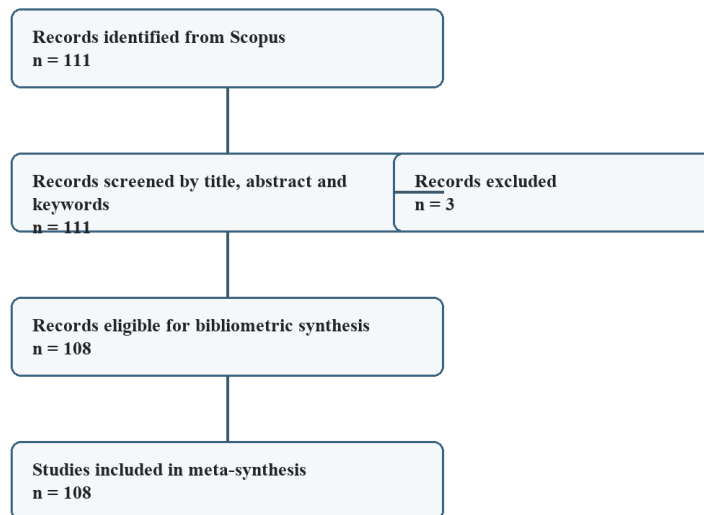 Records identified from Scopus
n = 111
Records screened by title, abstract and
keywords
n = 111
Records excluded
n = 3
Records eligible for bibliometric synthesis
n = 108
Studies included in meta-synthesis
n = 108